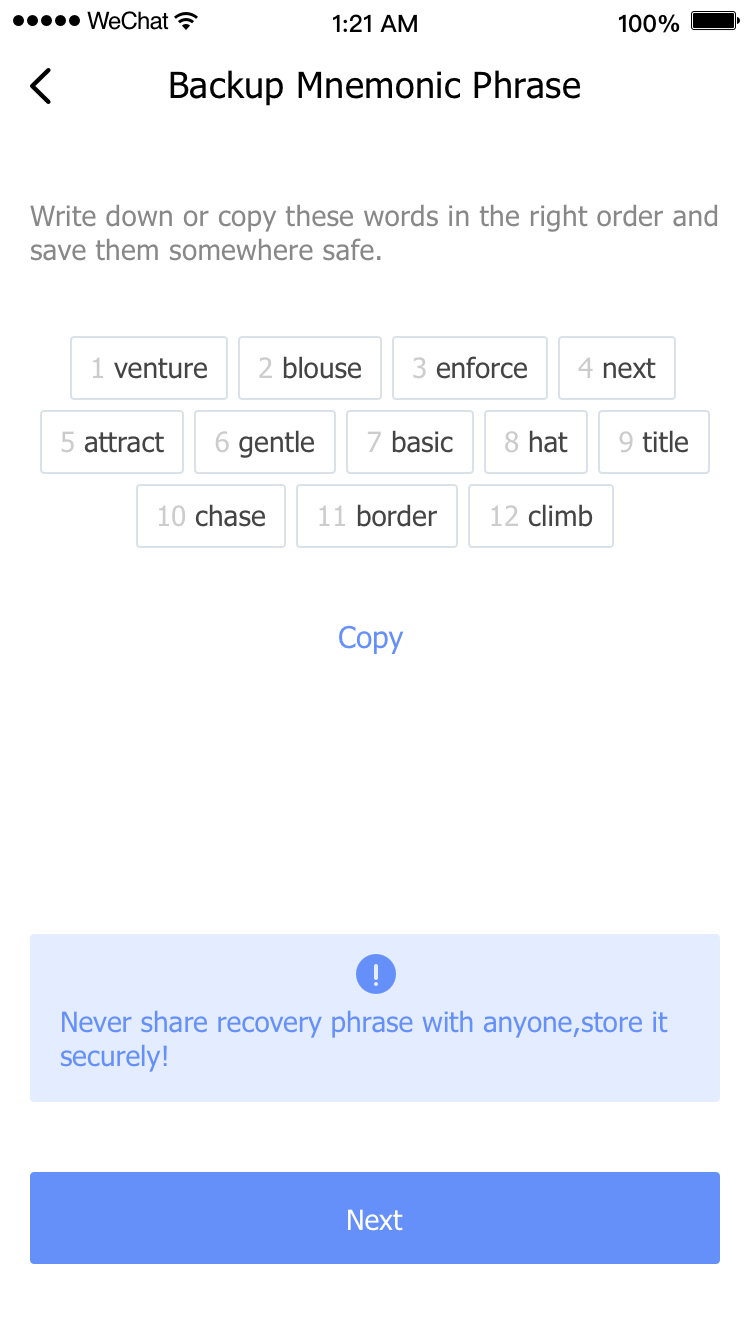 WeChat 1:21 AM 100%
Backup Mnemonic Phrase
Write down or copy these words in the right order and
save them somewhere safe.
1 venture 2 blouse 3 enforce 4 next
5 attract 6 gentle 7 basic 8 hat 9 title
10 chase 11 border 12 climb
Copy
Never share recovery phrase with anyone,store it
securely!
Next